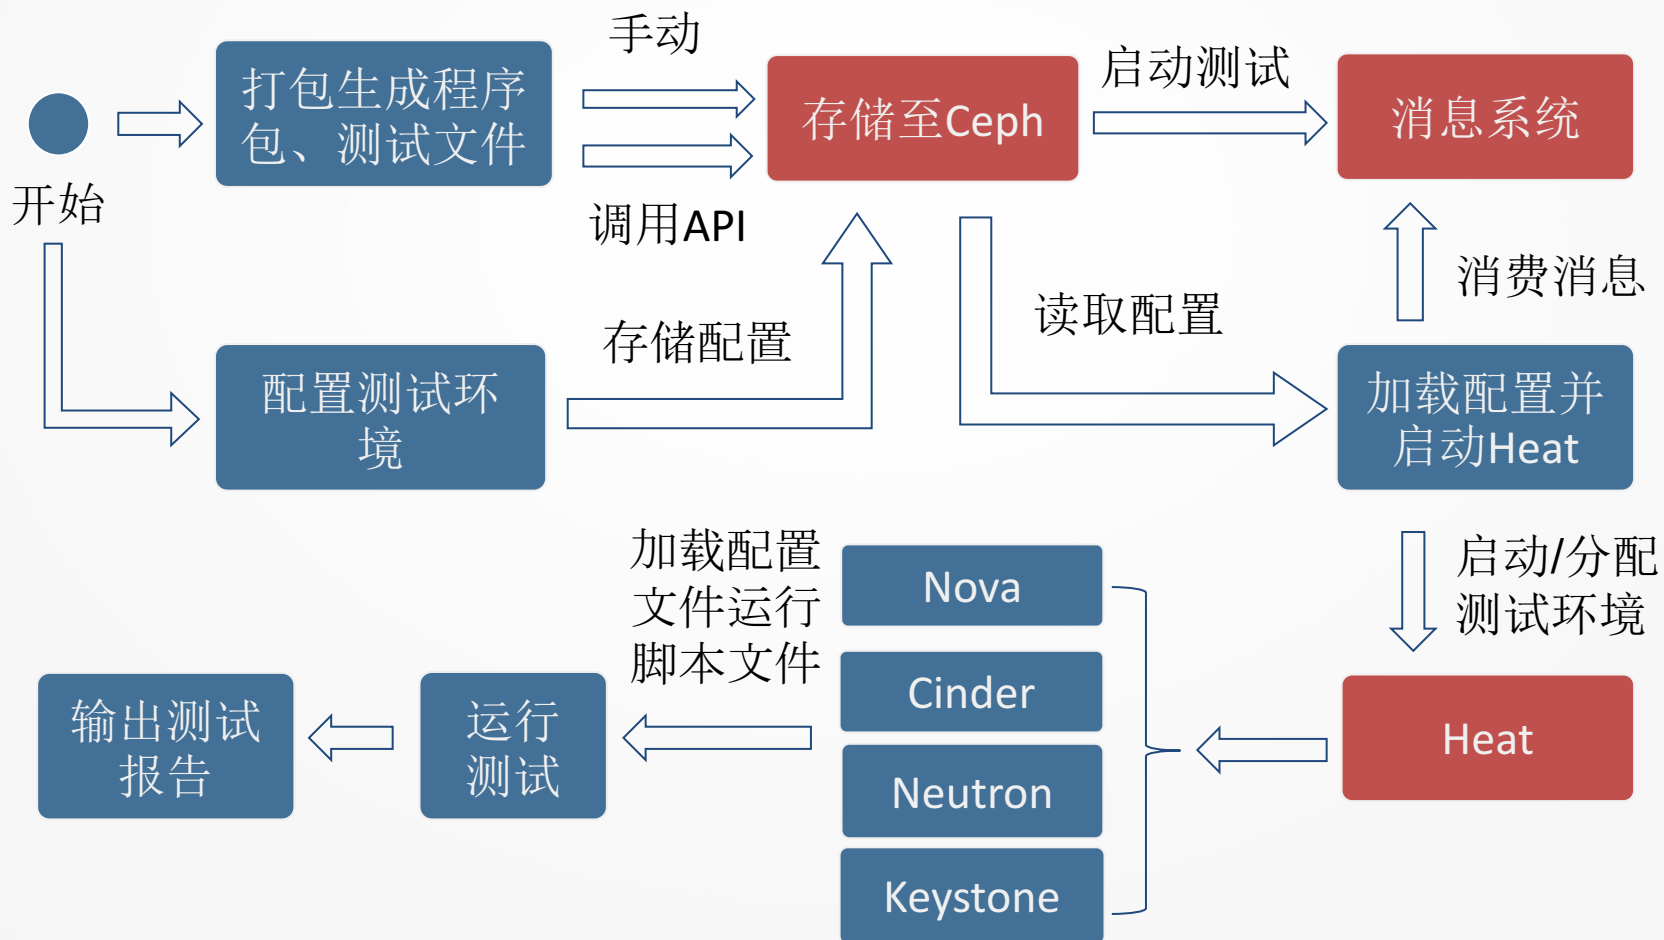 手动
打包生成程序
包、测试文件
存储至Ceph
启动测试
消息系统
开始
调用API
消费消息
存储配置
读取配置
配置测试环
境
加载配置并
启动Heat
加载配置
文件运行
脚本文件
Nova
启动/分配
测试环境
Cinder
输出测试
报告
运行
测试
Heat
Neutron
Keystone